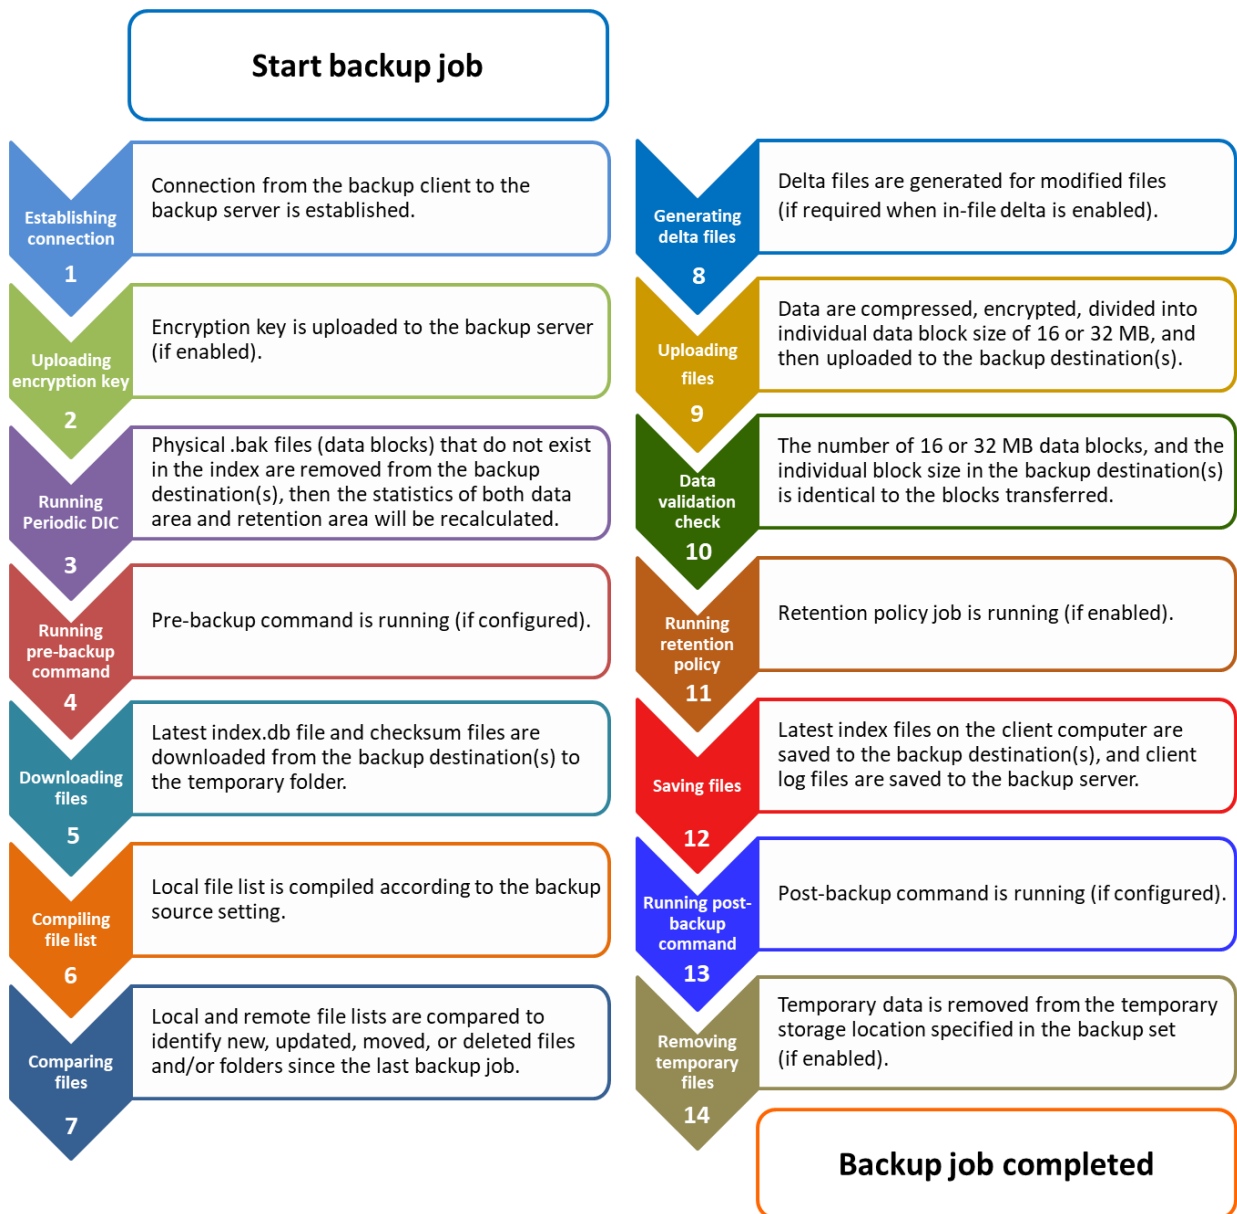 Start backup job
Establishing
connection
1
Connection from the backup client to the
backup server is established.
Uploading
encryption key
2
Encryption key is uploaded to the backup server
(if enabled).
Running
Periodic DIC
3
Physical .bak files (data blocks) that do not exist
in the index are removed from the backup
destination(s), then the statistics of both data
area and retention area will be recalculated.
Running
pre-backup
command
4
Pre-backup command is running (if configured).
Downloading
files
5
Latest index.db file and checksum files are
downloaded from the backup destination(s) to
the temporary folder.
Compiling
file list
6
Local file list is compiled according to the backup
source setting.
Comparing
files
7
Local and remote file lists are compared to
identify new, updated, moved, or deleted files
and/or folders since the last backup job.
Generating
delta files
8
Delta files are generated for modified files
(if required when in-file delta is enabled).
Uploading
files
9
Data are compressed, encrypted, divided into
individual data block size of 16 or 32 MB, and
then uploaded to the backup destination(s).
Data
validation
check
10
The number of 16 or 32 MB data blocks, and the
individual block size in the backup destination(s)
is identical to the blocks transferred.
Running
retention
policy
11
Retention policy job is running (if enabled).
Saving files
12
Latest index files on the client computer are
saved to the backup destination(s), and client
log files are saved to the backup server.
Running post-
backup
command
13
Post-backup command is running (if configured).
Removing
temporary
files
14
Temporary data is removed from the temporary
storage location specified in the backup set
(if enabled).
Backup job completed